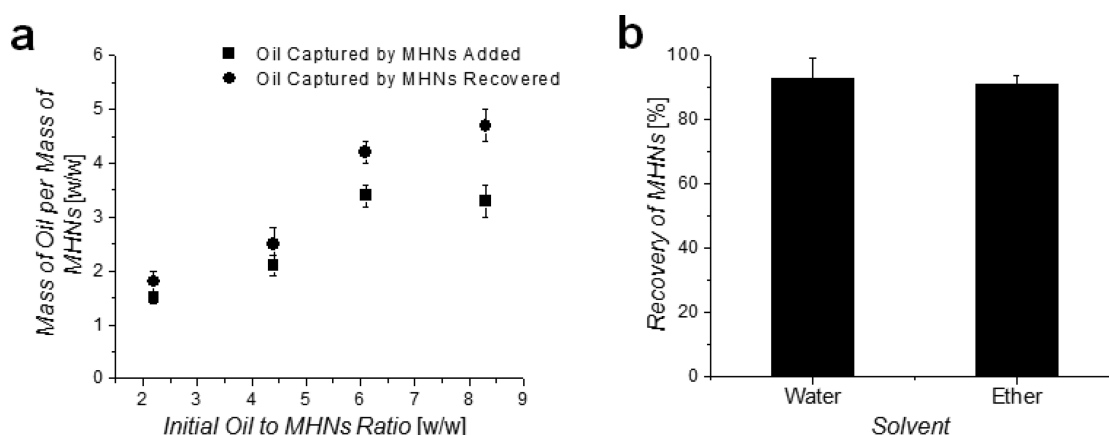 a
Oil Captured by MHNs Added
Oil Captured by MHNs Recovered
Mass of Oil per Mass of
MHNs [w/w]
6
5
4
3
2
1
0
2 3 4 5 6 7 8 9
Initial Oil to MHNs Ratio [w/w]
b
Recovery of MHNs [%]
100
80
60
40
20
0
Water Ether
Solvent